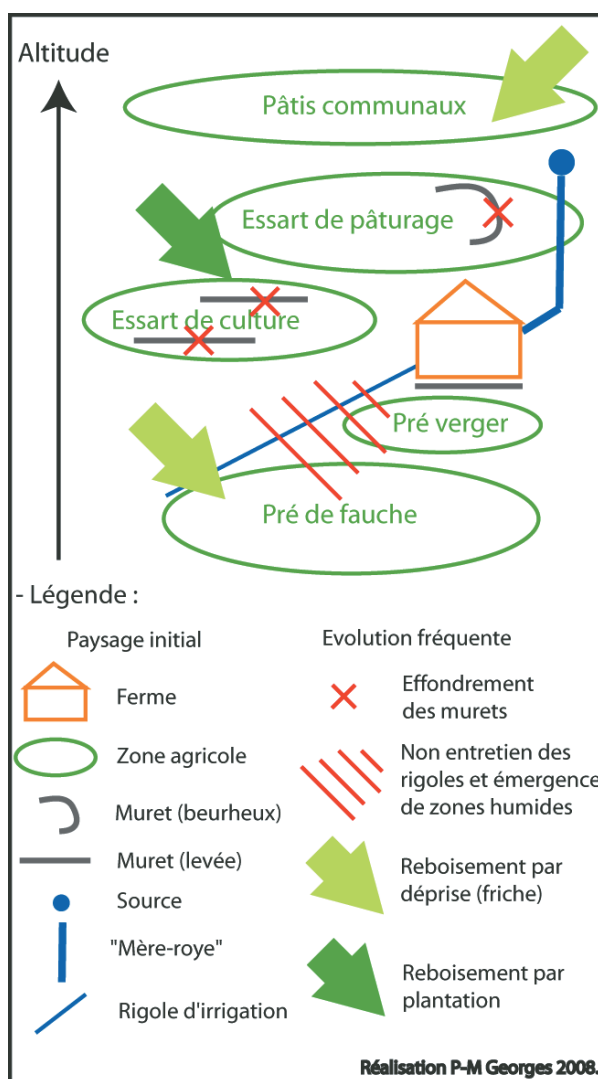 Altitude
Pâtis communaux
Essart de pâturage
Essart de culture
Pré verger
Pré de fauche
- Légende :
Paysage initial
Evolution fréquente
Ferme
Effondrement
des murets
Zone agricole
Non entretien des
rigoles et émergence
de zones humides
Muret (beurheux)
Muret (levée)
Reboisement par
déprise (friche)
Source
"Mère-roye"
Reboisement par
plantation
Rigole d'irrigation
Réalisation P-M Georges 2008.